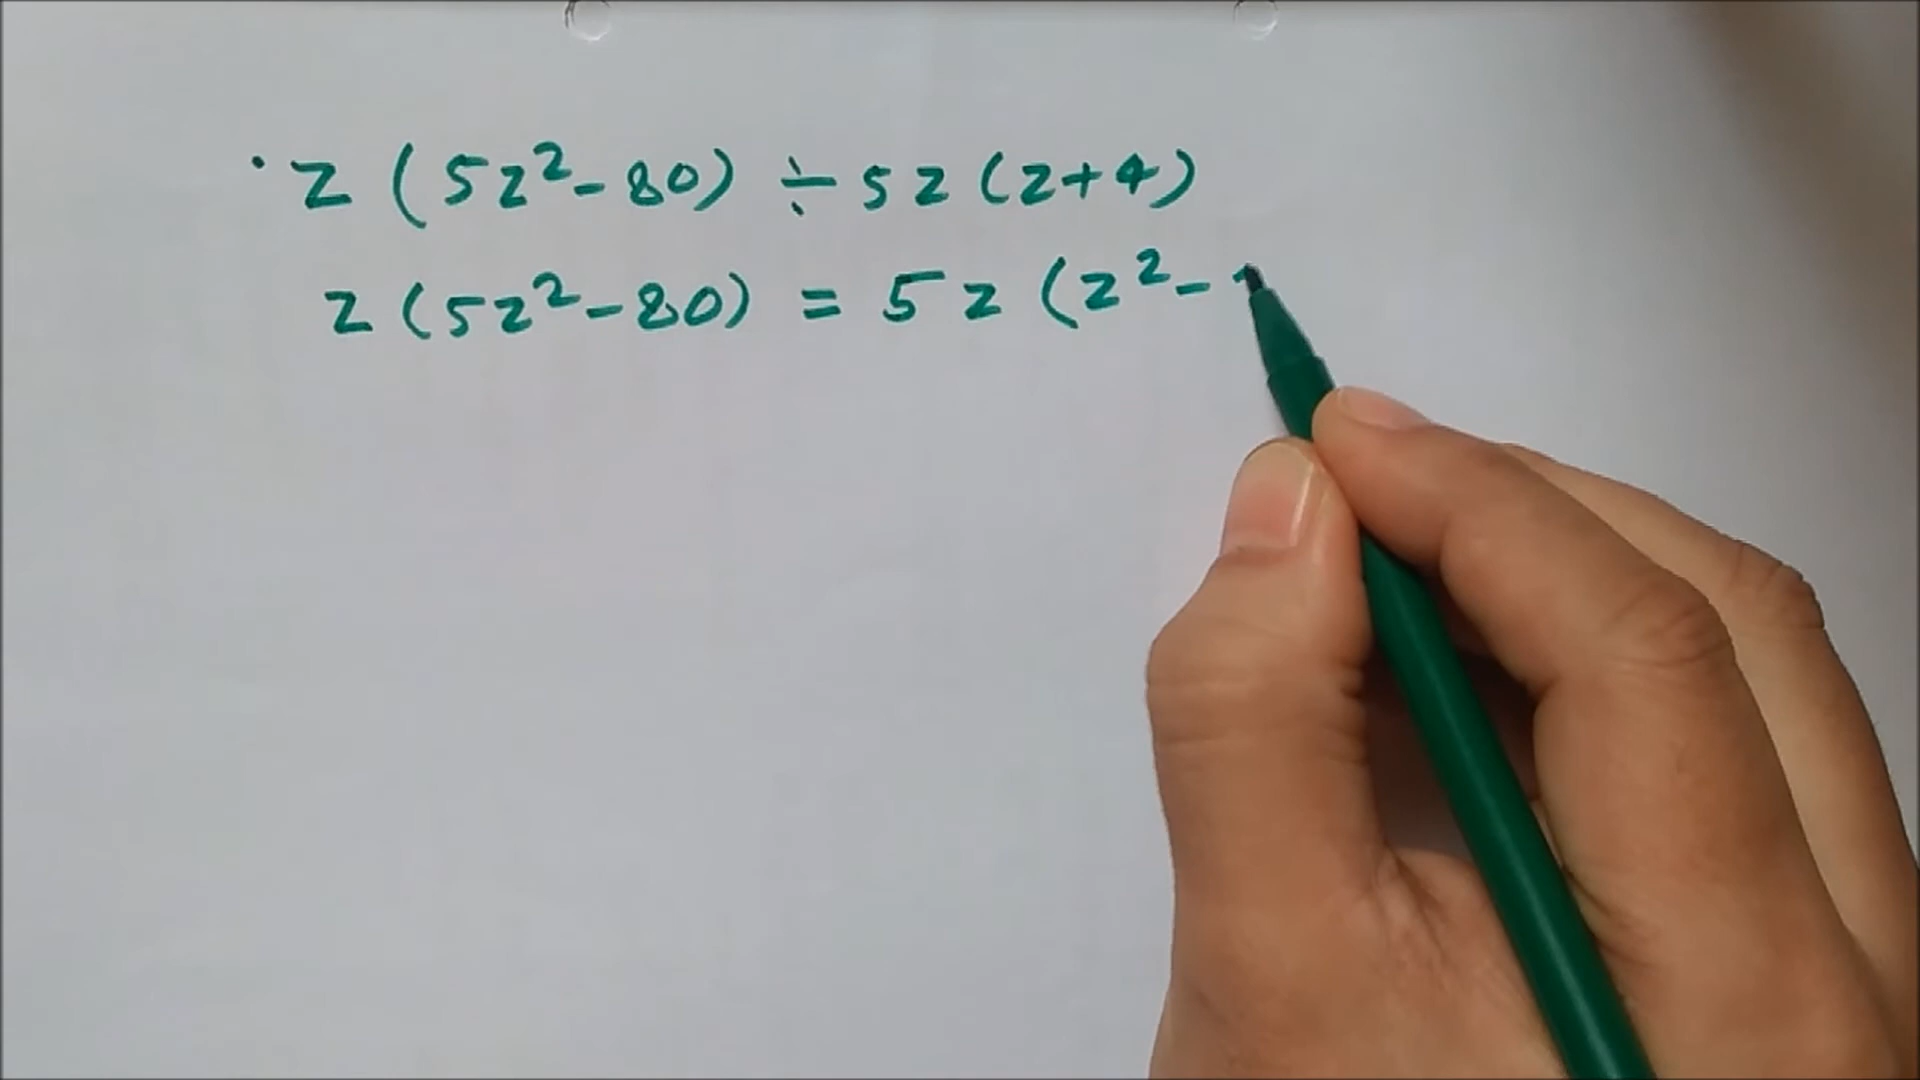 z (5z²-80) ÷ 5z (z+4)
z (5z²-80) = 5z (z²-